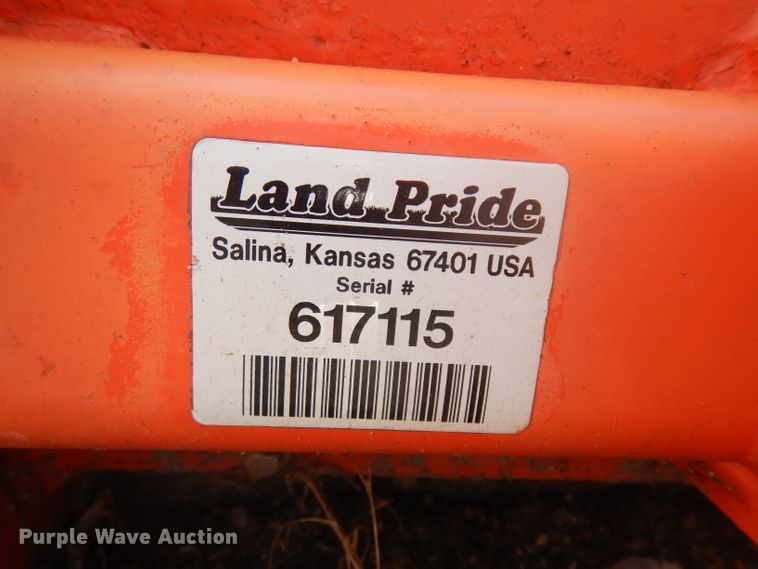 Land Pride
Salina, Kansas 67401 USA
Serial #
617115
Purple Wave Auction